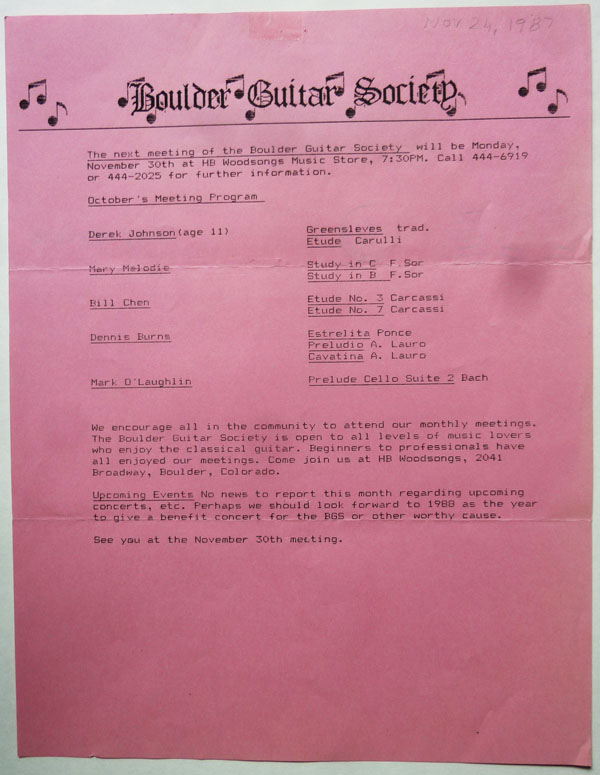 Nov 24, 1987
Boulder Guitar Society
The next meeting of the Boulder Guitar Society will be Monday,
November 30th at HB Woodsongs Music Store, 7:30PM. Call 444-6919
or 444-2025 for further information.
October's Meeting Program
Derek Johnson(age 11) Greensleves trad.
Etude Carulli
Mary Melodie Study in C F.Sor
Study in B F.Sor
Bill Chen Etude No. 3 Carcassi
Etude No. 7 Carcassi
Dennis Burns Estrelita Ponce
Preludio A. Lauro
Cavatina A. Lauro
Mark O'Laughlin Prelude Cello Suite 2 Bach
We encourage all in the community to attend our monthly meetings.
The Boulder Guitar Society is open to all levels of music lovers
who enjoy the classical guitar. Beginners to professionals have
all enjoyed our meetings. Come join us at HB Woodsongs, 2041
Broadway, Boulder, Colorado.
Upcoming Events No news to report this month regarding upcoming
concerts, etc. Perhaps we should look forward to 1988 as the year
to give a benefit concert for the BGS or other worthy cause.
See you at the November 30th meeting.